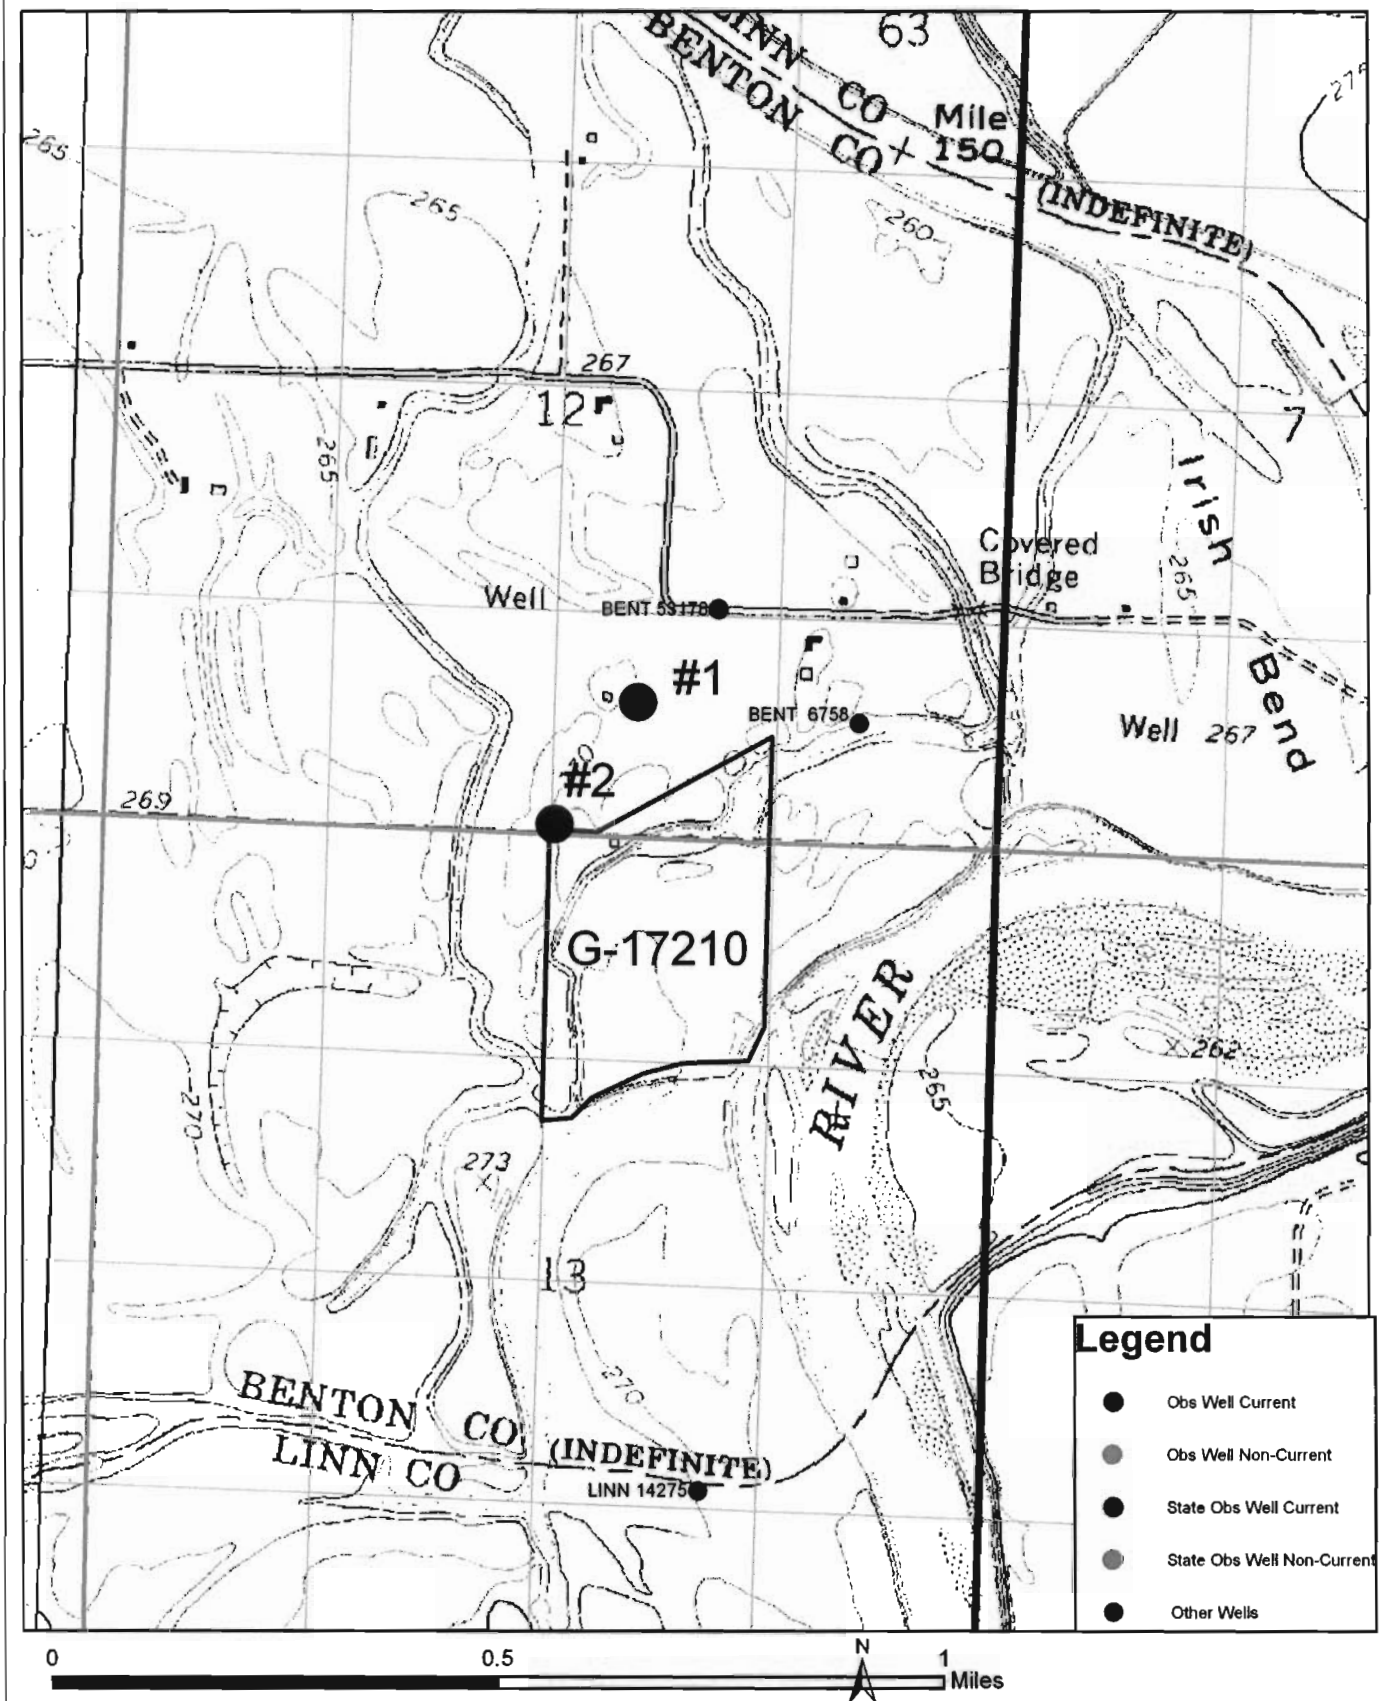 63
LINN CO
BENTON CO
Mile
150
275
265
265
(INDEFINITE)
260
267
12
7
265
Irish
Bend
Covered
Bridge
265
Well
BENT 53178
#1
BENT 6758
Well 267
#2
269
G-17210
RIVER
262
265
270
273
13
270
BENTON CO
LINN CO
(INDEFINITE)
LINN 14275
Legend
Obs Well Current
Obs Well Non-Current
State Obs Well Current
State Obs Well Non-Current
Other Wells
0
0.5
N
1
Miles